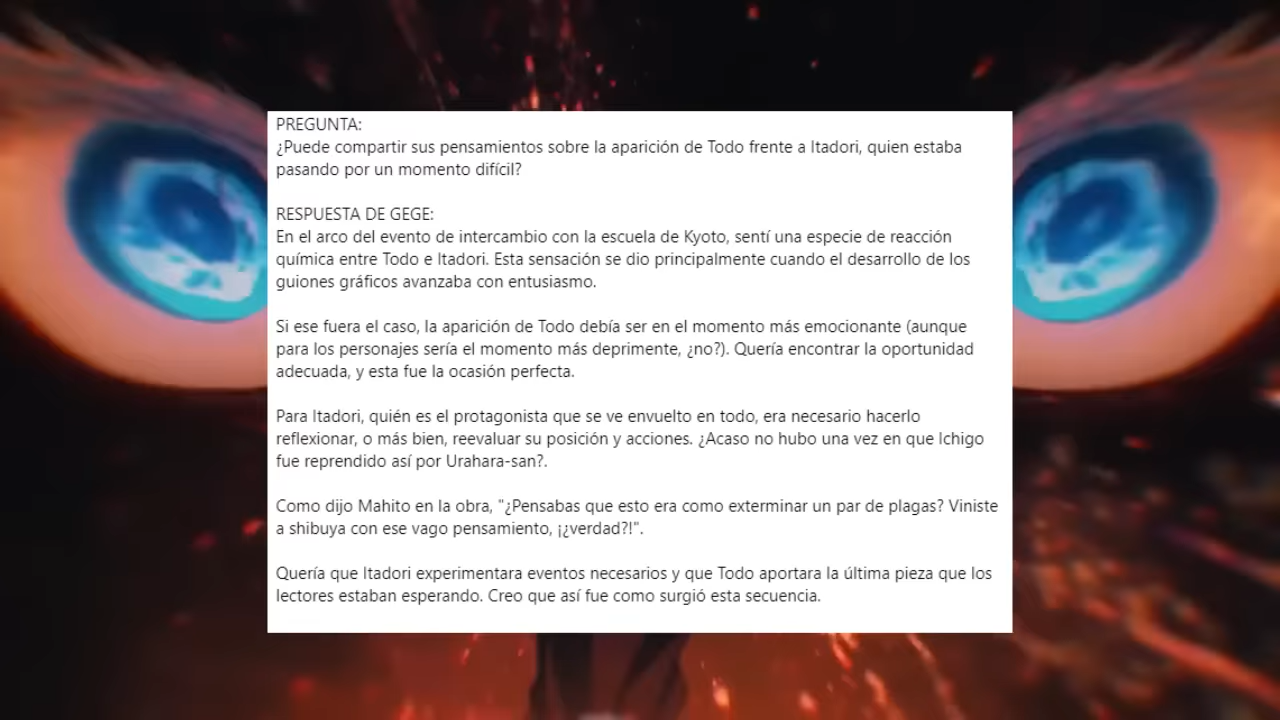 PREGUNTA:
¿Puede compartir sus pensamientos sobre la aparición de Todo frente a Itadori, quien estaba
pasando por un momento difícil?
RESPUESTA DE GEGE:
En el arco del evento de intercambio con la escuela de Kyoto, sentí una especie de reacción
química entre Todo e Itadori. Esta sensación se dio principalmente cuando el desarrollo de los
guiones gráficos avanzaba con entusiasmo.
Si ese fuera el caso, la aparición de Todo debía ser en el momento más emocionante (aunque
para los personajes sería el momento más deprimente, ¿no?). Quería encontrar la oportunidad
adecuada, y esta fue la ocasión perfecta.
Para Itadori, quién es el protagonista que se ve envuelto en todo, era necesario hacerlo
reflexionar, o más bien, reevaluar su posición y acciones. ¿Acaso no hubo una vez en que Ichigo
fue reprendido así por Urahara-san?.
Como dijo Mahito en la obra, "¿Pensabas que esto era como exterminar un par de plagas? Viniste
a shibuya con ese vago pensamiento, ¡¿verdad?!".
Quería que Itadori experimentara eventos necesarios y que Todo aportara la última pieza que los
lectores estaban esperando. Creo que así fue como surgió esta secuencia.